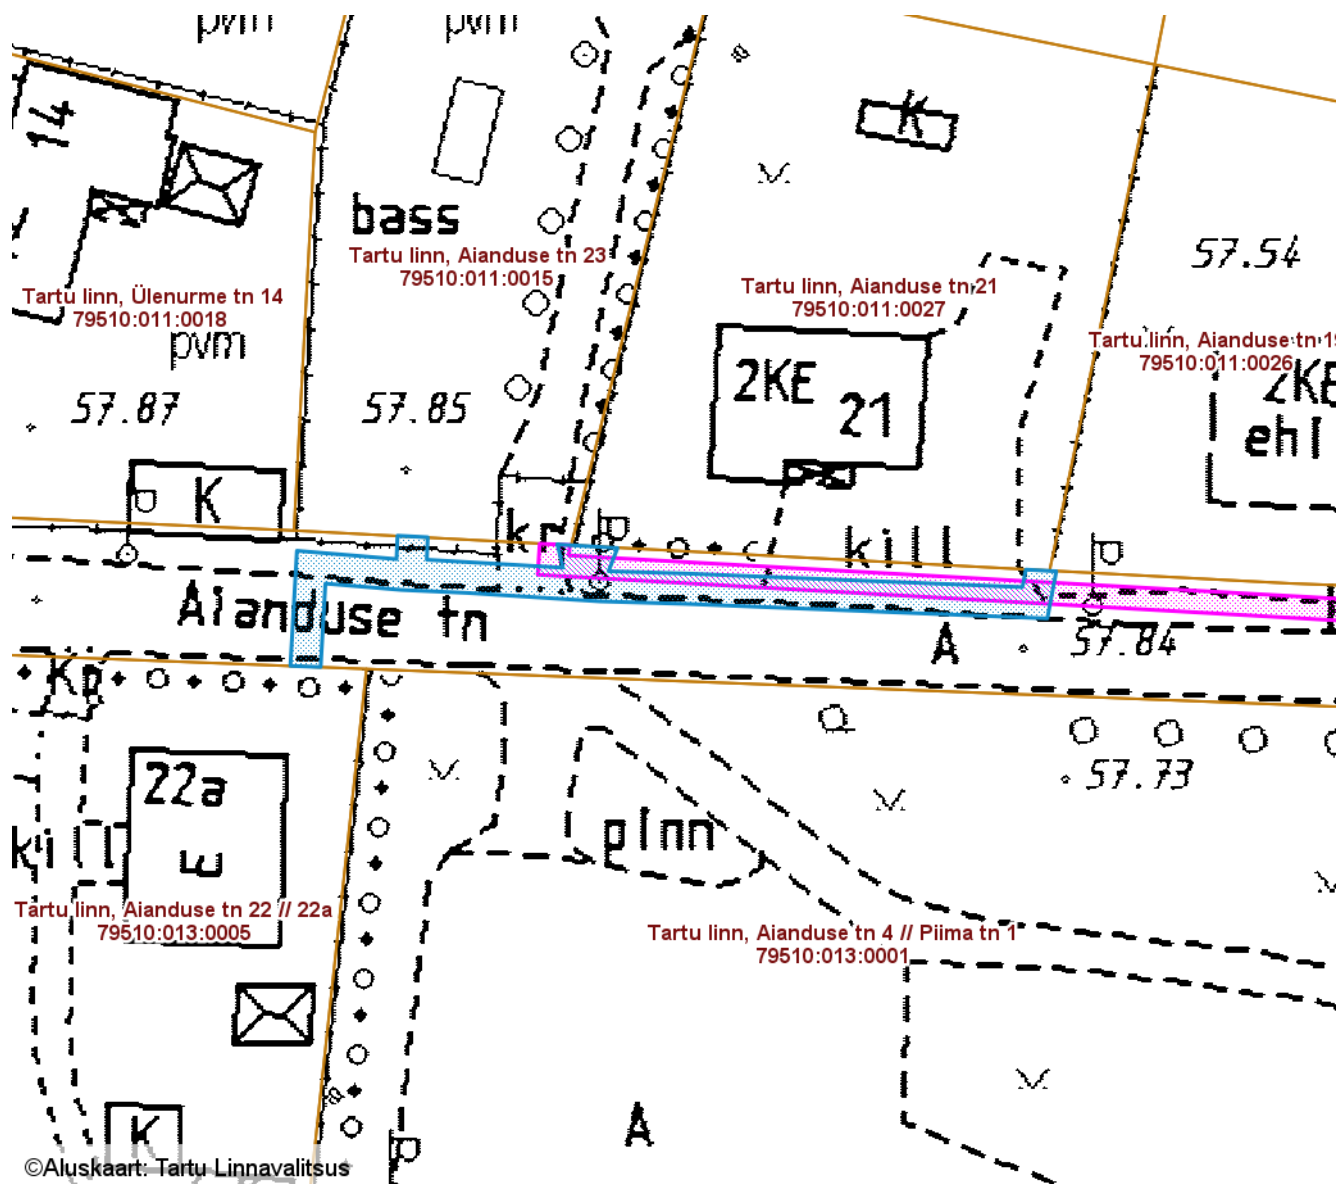 pvm
pvm
14
K
bass
57.54
Tartu linn, Aianduse tn 23
79510:011:0015
Tartu linn, Ülenurme tn 14
79510:011:0018
Tartu linn, Aianduse tn 21
79510:011:0027
pvm
Tartu linn, Aianduse tn 19
79510:011:0026
2KE
21
2KE
57.87
57.85
ehl
K
kr
kill
Aianduse tn
A
57.84
Kp
57.73
22a
E
kill
pinn
Tartu linn, Aianduse tn 22 // 22a
79510:013:0005
Tartu linn, Aianduse tn 4 // Piima tn 1
79510:013:0001
K
A
©Aluskaart: Tartu Linnavalitsus